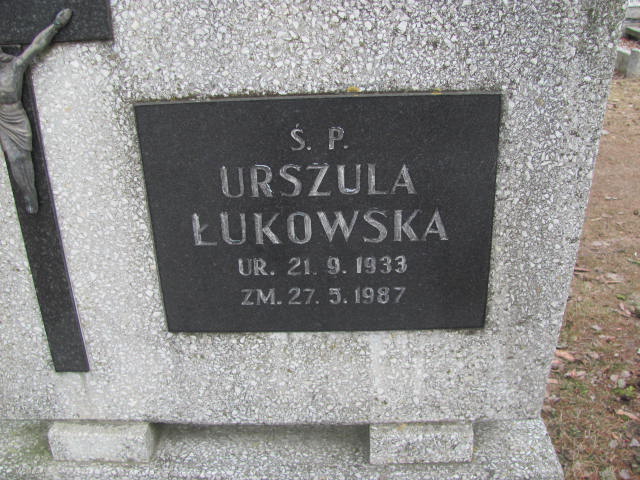 Ś. P.
URSZULA
ŁUKOWSKA
UR. 21. 9. 1933
ZM. 27. 5. 1987